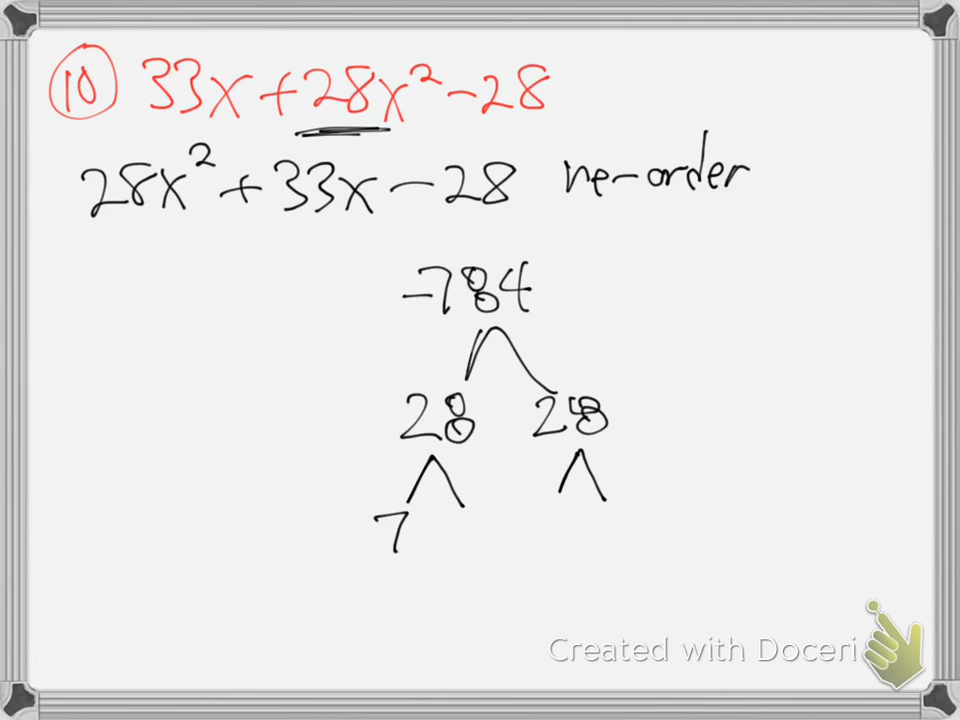 10 33x + 28x² - 28
28x² + 33x - 28 re-order
-784
28 28
7
Created with Doceri